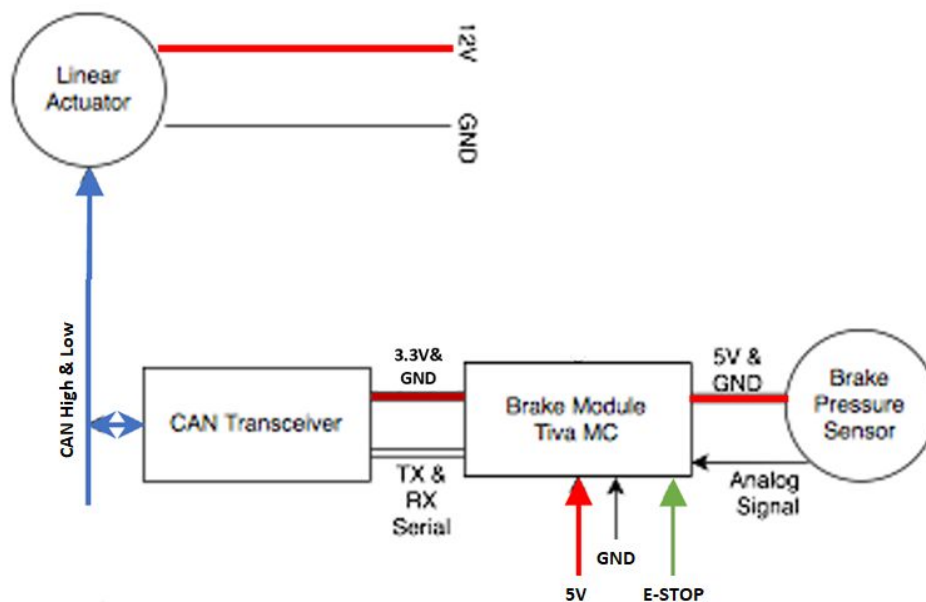 12V
Linear
Actuator
GND
CAN High & Low
3.3V&
GND
5V &
GND
Brake
Pressure
Sensor
CAN Transceiver
Brake Module
Tiva MC
TX &
RX
Serial
Analog
Signal
GND
5V
E-STOP